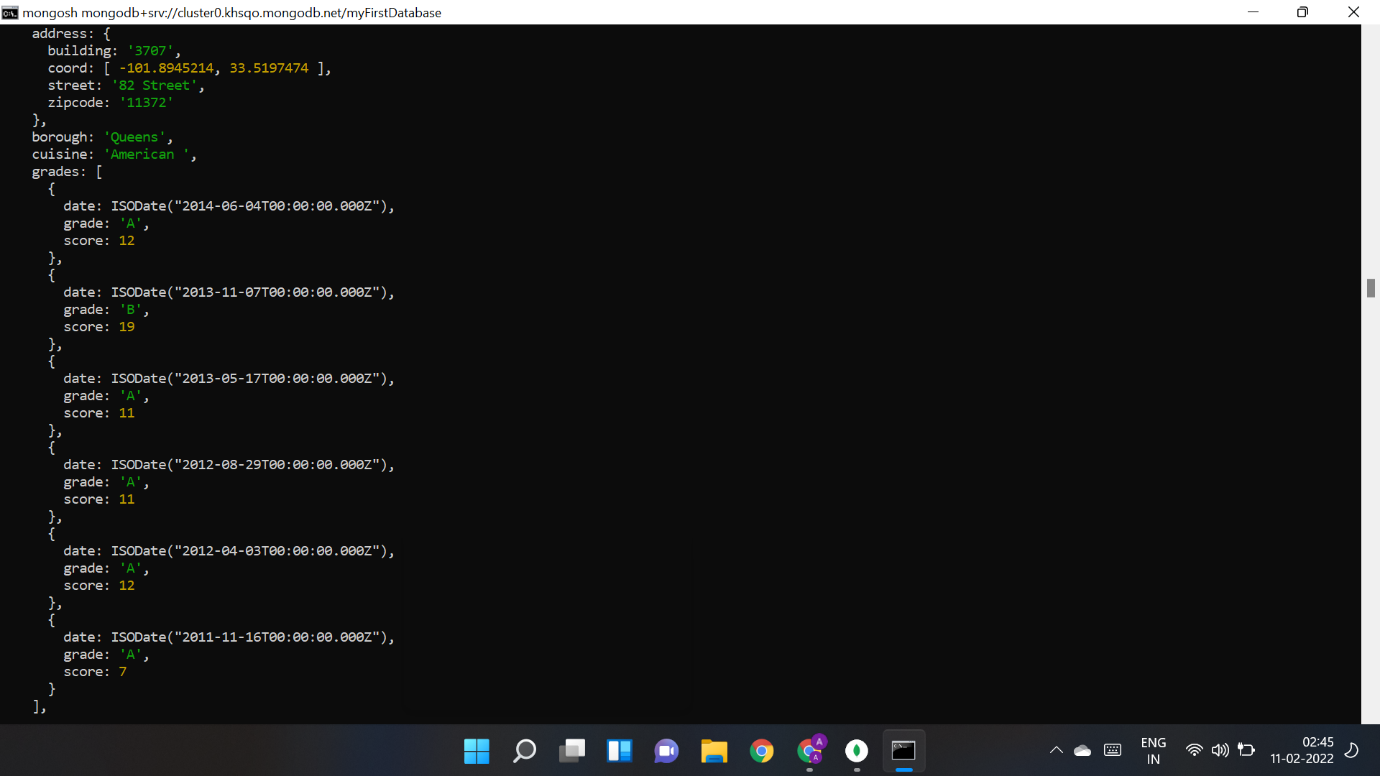 mongosh mongodb+srv://cluster0.khsqo.mongodb.net/myFirstDatabase
address: {
building: '3707',
coord: [ -101.8945214, 33.5197474 ],
street: '82 Street',
zipcode: '11372'
},
borough: 'Queens',
cuisine: 'American ',
grades: [
{
date: ISODate("2014-06-04T00:00:00.000Z"),
grade: 'A',
score: 12
},
{
date: ISODate("2013-11-07T00:00:00.000Z"),
grade: 'B',
score: 19
},
{
date: ISODate("2013-05-17T00:00:00.000Z"),
grade: 'A',
score: 11
},
{
date: ISODate("2012-08-29T00:00:00.000Z"),
grade: 'A',
score: 11
},
{
date: ISODate("2012-04-03T00:00:00.000Z"),
grade: 'A',
score: 12
},
{
date: ISODate("2011-11-16T00:00:00.000Z"),
grade: 'A',
score: 7
}
],
A
A
ENG
IN
02:45
11-02-2022